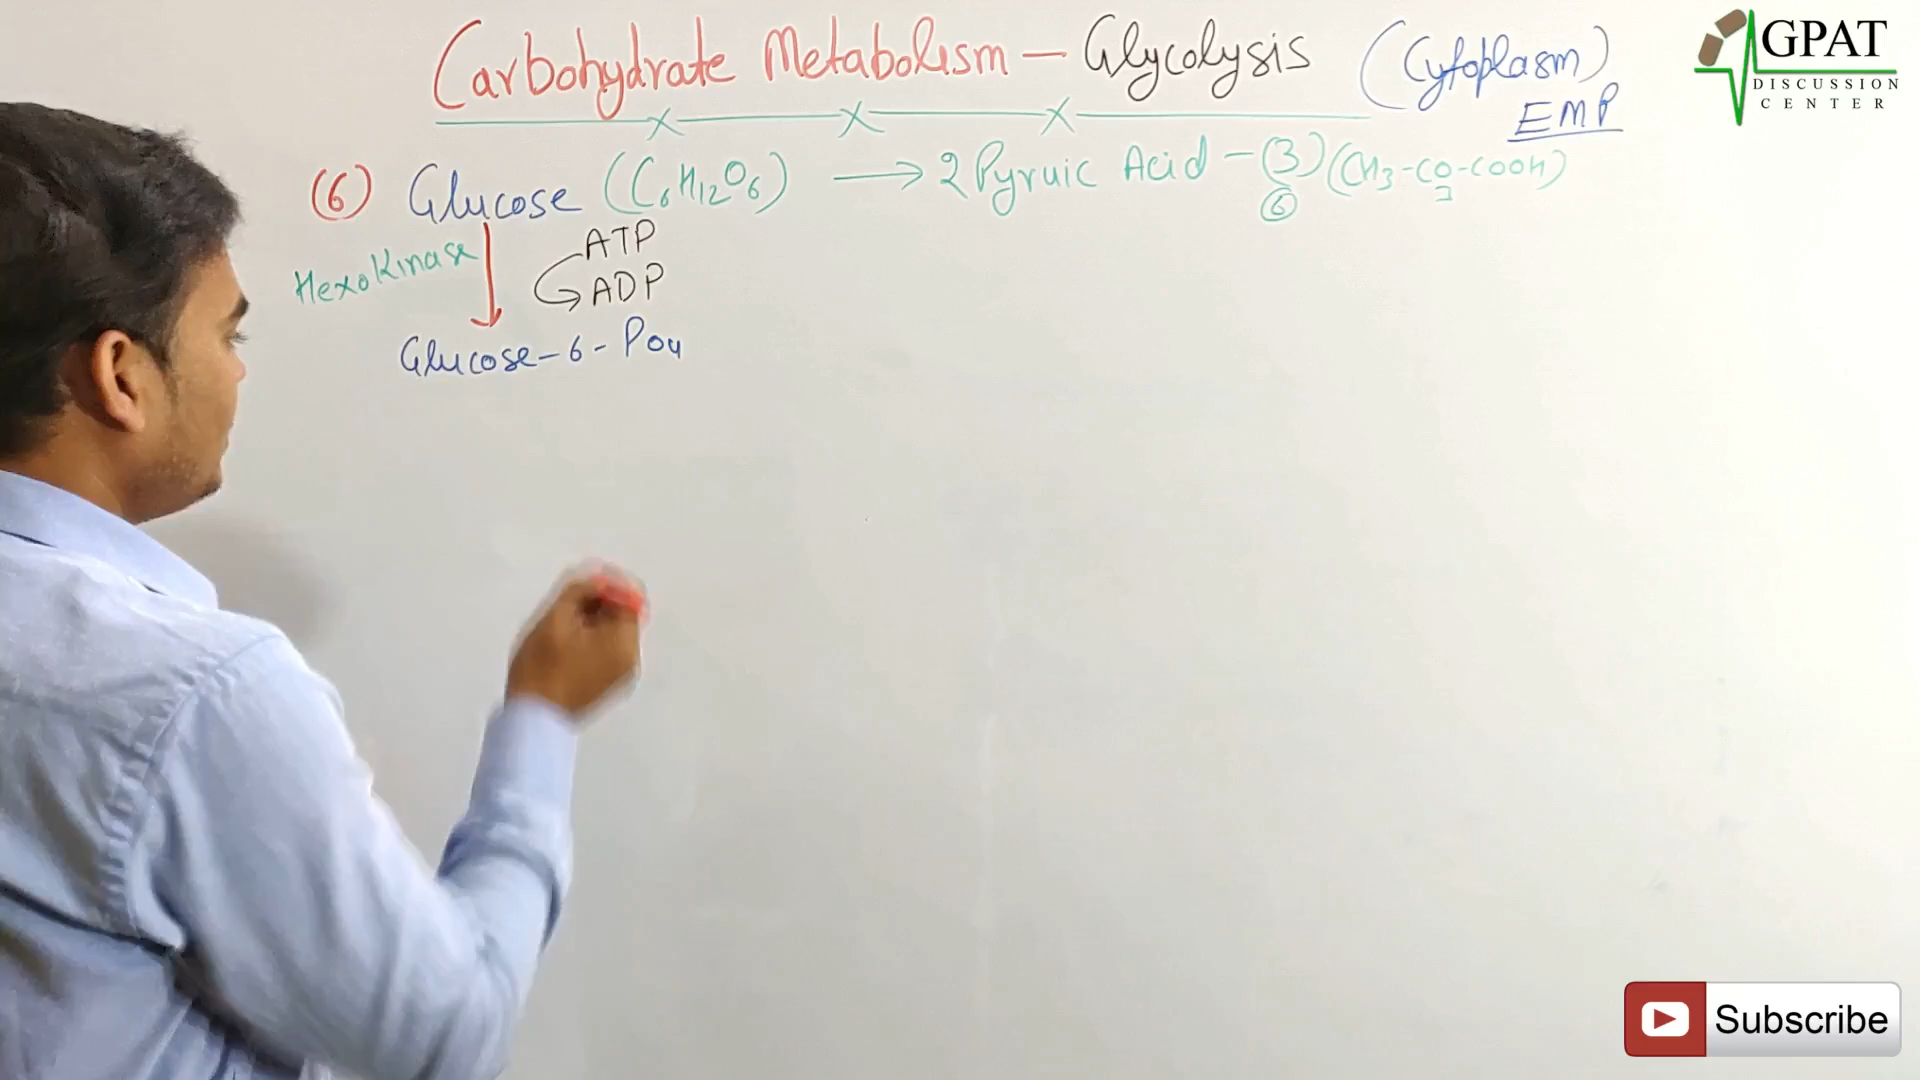 Carbohydrate Metabolism - Glycolysis (Cytoplasm)
EMP
(6) Glucose (C6H12O6) → 2 Pyruic Acid - (3) (CH3-CO-COOH)
6
3
Hexokinase
ATP
ADP
Glucose-6-PO4
GPAT
DISCUSSION
CENTER
Subscribe